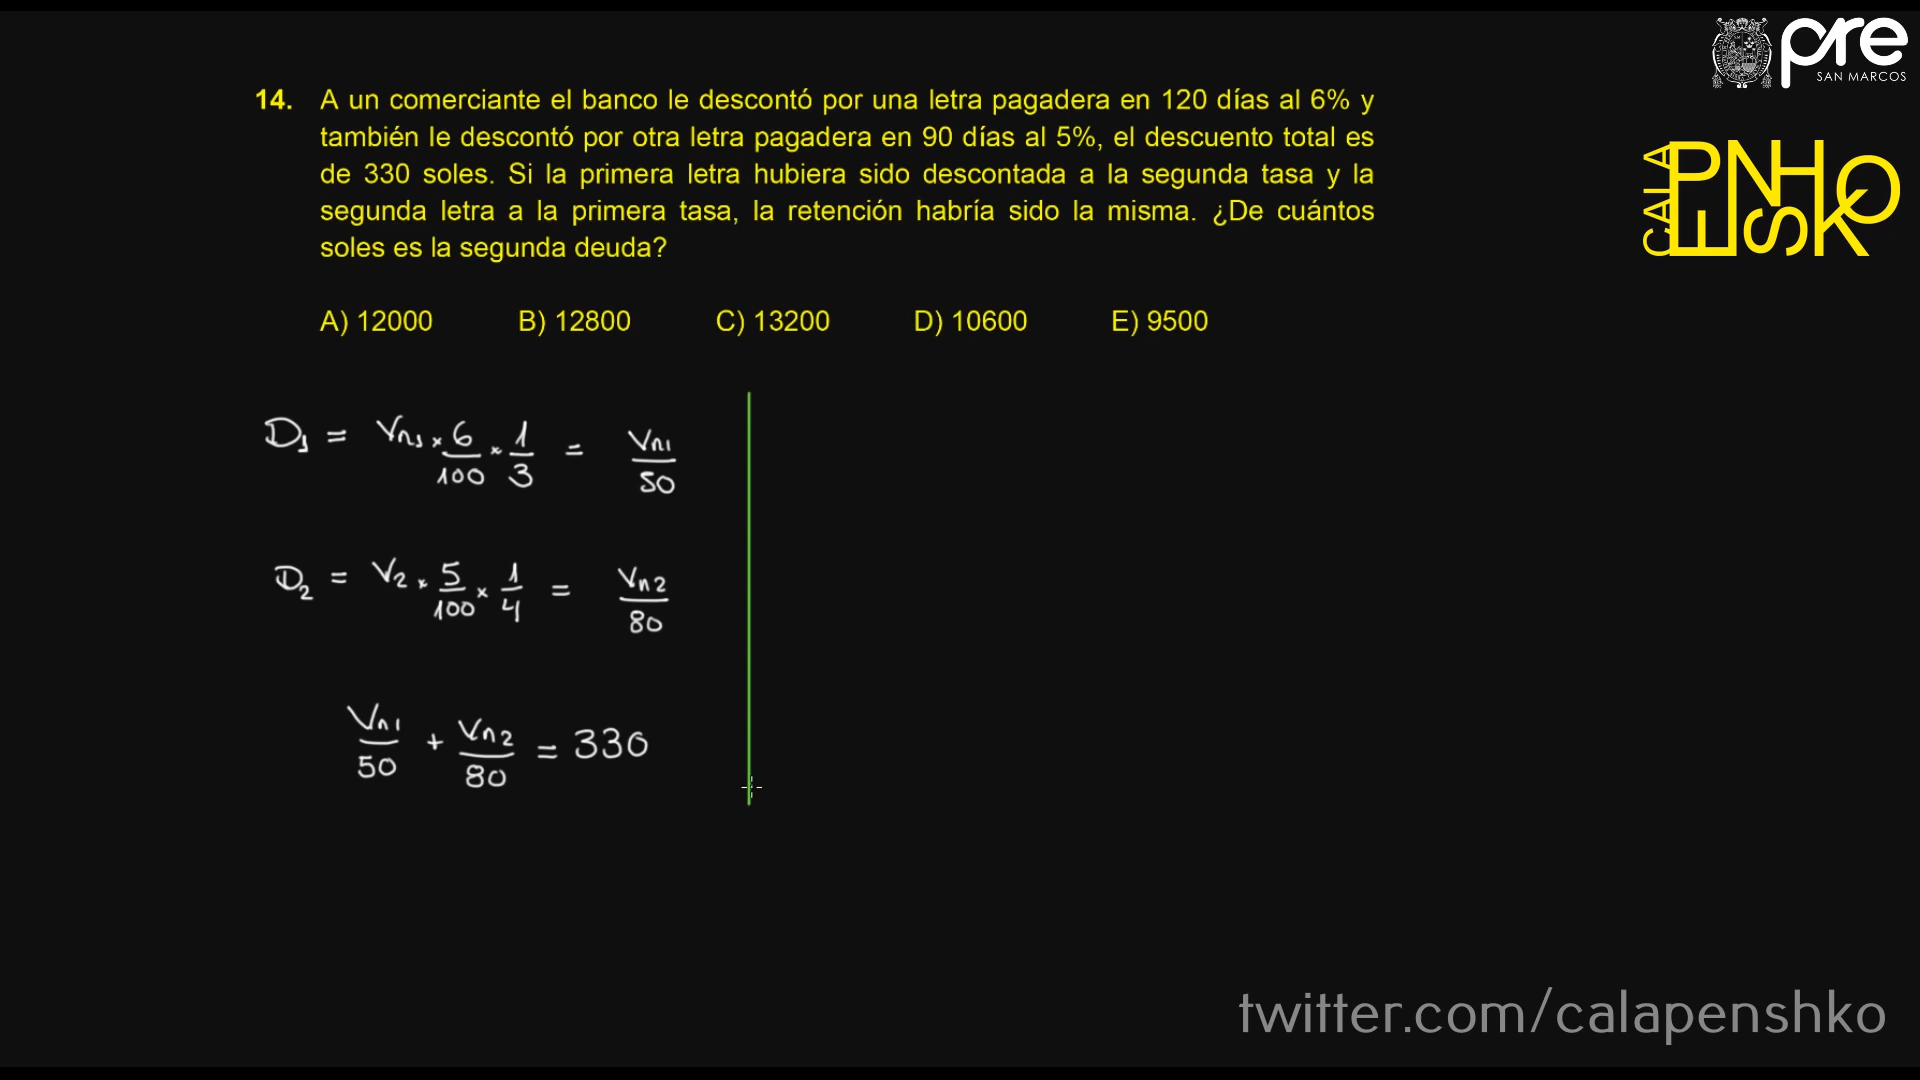 pre
SAN MARCOS
CALA
PENSHKO
14. A un comerciante el banco le descontó por una letra pagadera en 120 días al 6% y
también le descontó por otra letra pagadera en 90 días al 5%, el descuento total es
de 330 soles. Si la primera letra hubiera sido descontada a la segunda tasa y la
segunda letra a la primera tasa, la retención habría sido la misma. ¿De cuántos
soles es la segunda deuda?
A) 12000 B) 12800 C) 13200 D) 10600 E) 9500
D₁ = Vn₁ × 6/100 × 1/3 = Vn1/50
D₂ = V₂ × 5/100 × 1/4 = Vn2/80
Vn1/50 + Vn2/80 = 330
twitter.com/calapenshko